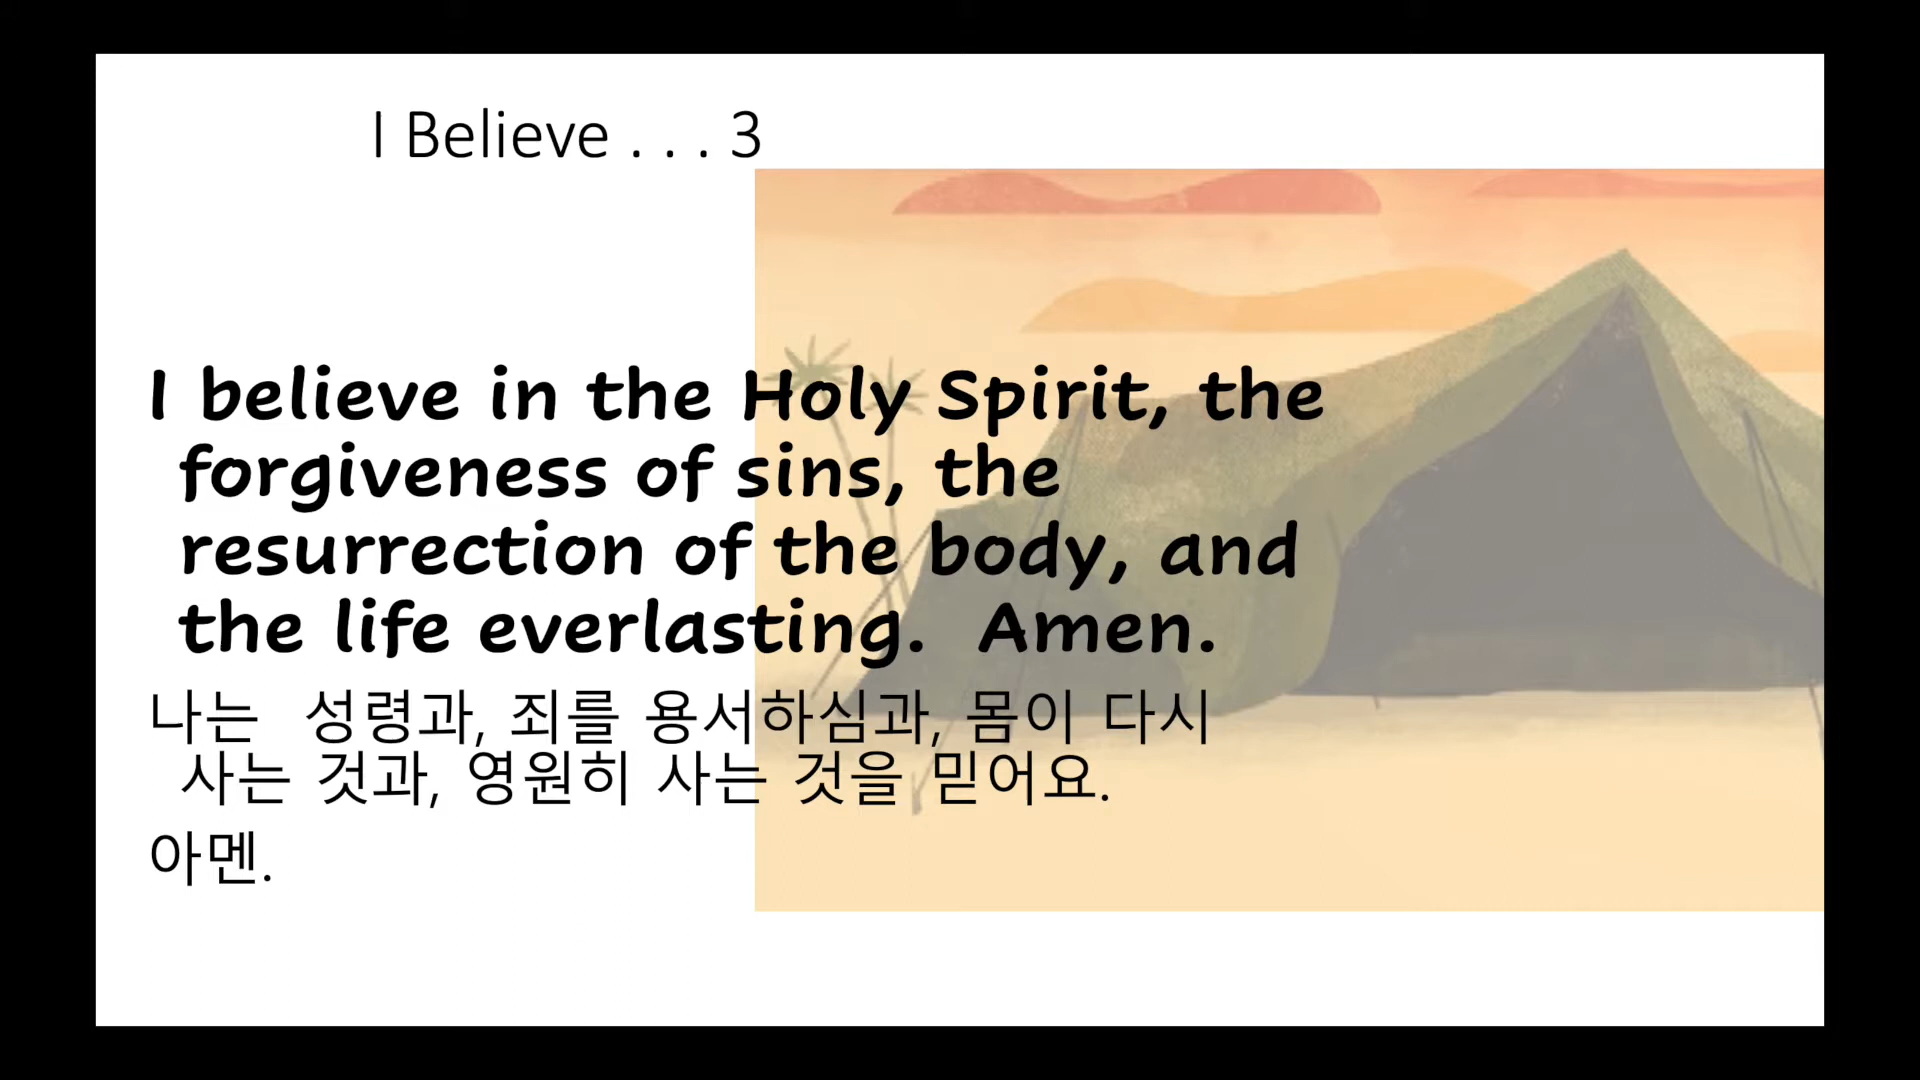 I Believe . . . 3
I believe in the Holy Spirit, the
forgiveness of sins, the
resurrection of the body, and
the life everlasting. Amen.
나는 성령과, 죄를 용서하심과, 몸이 다시
사는 것과, 영원히 사는 것을 믿어요.
아멘.